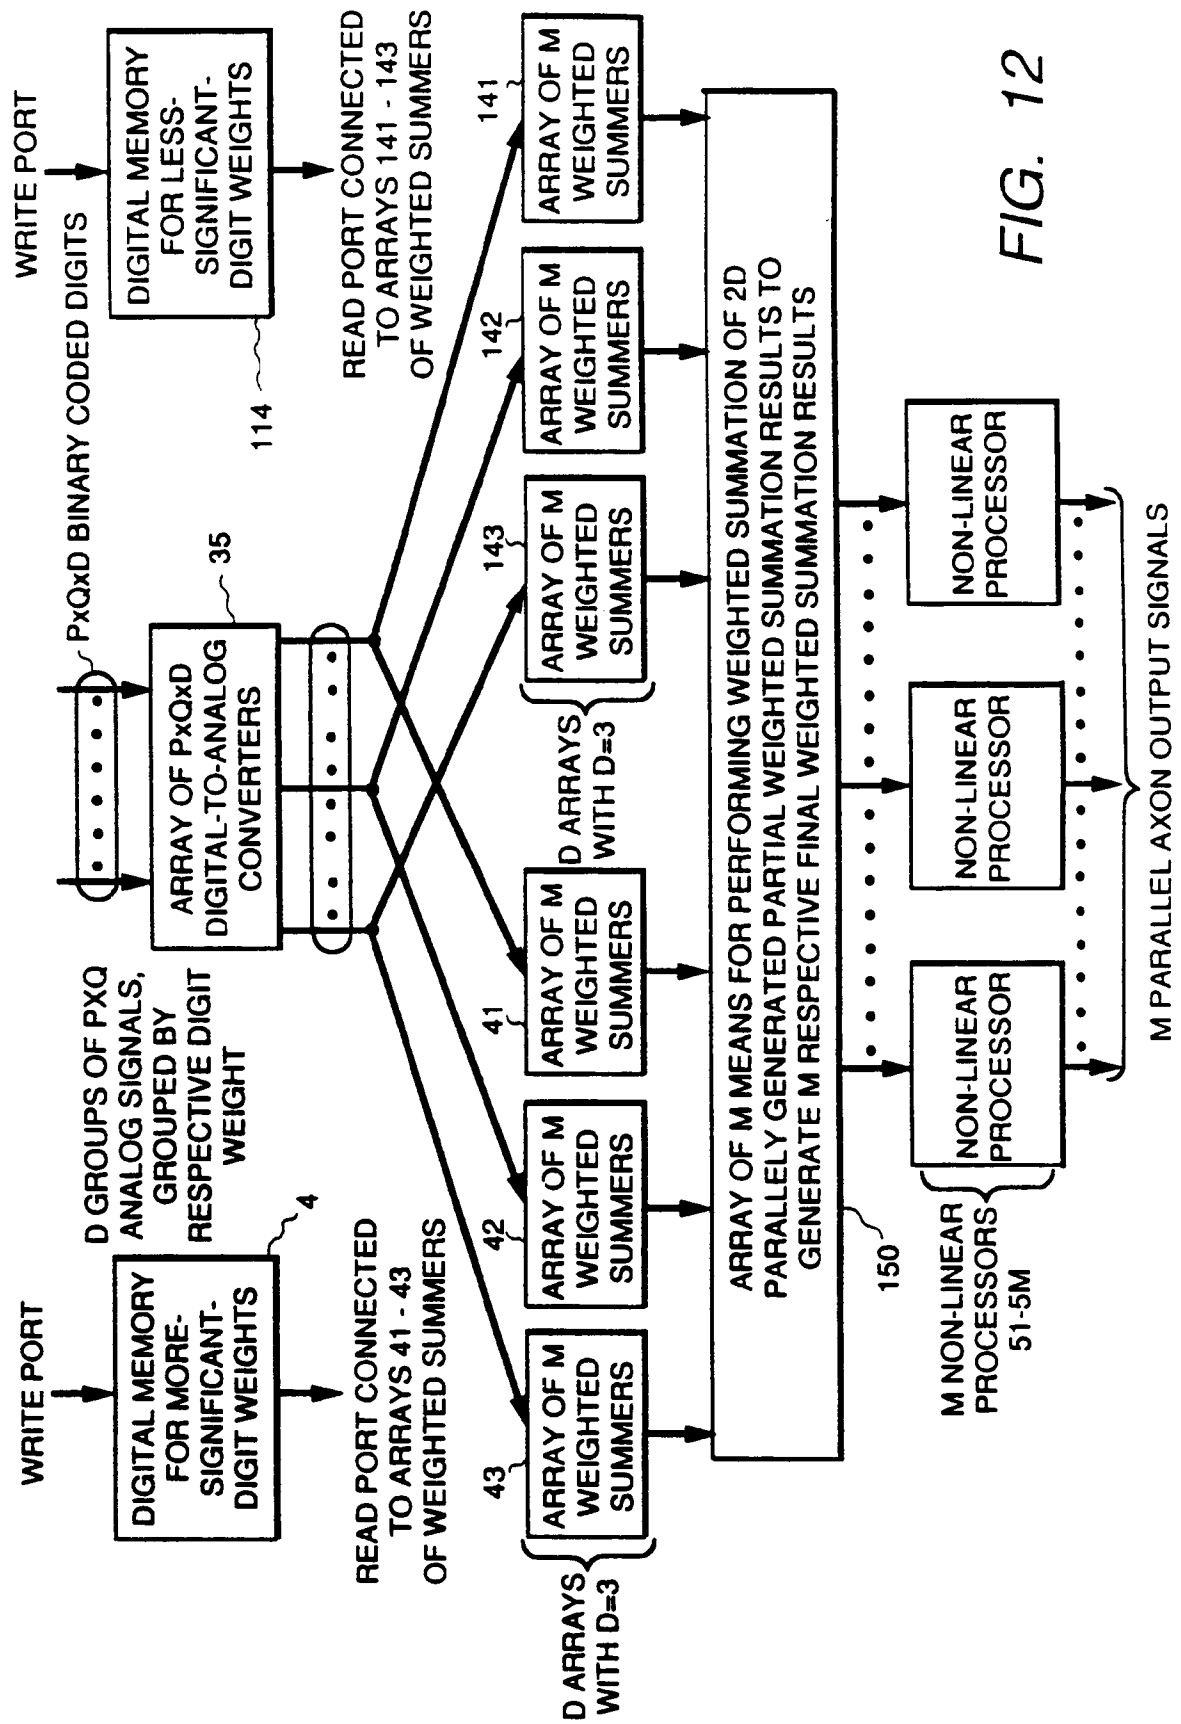 WRITE PORT
DIGITAL MEMORY
FOR MORE-
SIGNIFICANT-
DIGIT WEIGHTS
4
READ PORT CONNECTED
TO ARRAYS 41 - 43
OF WEIGHTED SUMMERS
D GROUPS OF PXQ
ANALOG SIGNALS,
GROUPED BY
RESPECTIVE DIGIT
WEIGHT
PxQxD BINARY CODED DIGITS
ARRAY OF PxQxD
DIGITAL-TO-ANALOG
CONVERTERS
35
WRITE PORT
DIGITAL MEMORY
FOR LESS-
SIGNIFICANT-
DIGIT WEIGHTS
114
READ PORT CONNECTED
TO ARRAYS 141 - 143
OF WEIGHTED SUMMERS
D ARRAYS
WITH D=3
43
ARRAY OF M
WEIGHTED
SUMMERS
42
ARRAY OF M
WEIGHTED
SUMMERS
41
ARRAY OF M
WEIGHTED
SUMMERS
D ARRAYS
WITH D=3
143
ARRAY OF M
WEIGHTED
SUMMERS
142
ARRAY OF M
WEIGHTED
SUMMERS
141
ARRAY OF M
WEIGHTED
SUMMERS
ARRAY OF M MEANS FOR PERFORMING WEIGHTED SUMMATION OF 2D
PARALLELY GENERATED PARTIAL WEIGHTED SUMMATION RESULTS TO
GENERATE M RESPECTIVE FINAL WEIGHTED SUMMATION RESULTS
150
M NON-LINEAR
PROCESSORS
51-5M
NON-LINEAR
PROCESSOR
NON-LINEAR
PROCESSOR
NON-LINEAR
PROCESSOR
M PARALLEL AXON OUTPUT SIGNALS
FIG. 12